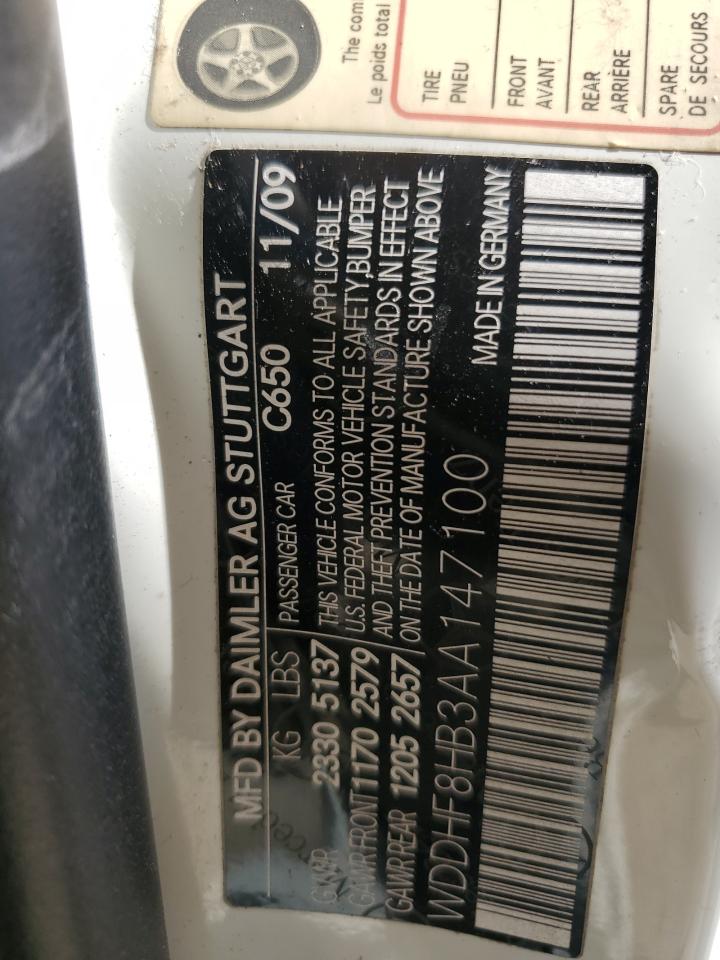 The com
Le poids total
TIRE
PNEU
FRONT
AVANT
REAR
ARRIÈRE
SPARE
DE SECOURS
MFD BY DAIMLER AG STUTTGART
KG LBS
PASSENGER CAR C650 11/09
GVWR 2330 5137
GAWR FRONT 1170 2579
GAWR REAR 1205 2657
THIS VEHICLE CONFORMS TO ALL APPLICABLE
U.S. FEDERAL MOTOR VEHICLE SAFETY,BUMPER
AND THEFT PREVENTION STANDARDS IN EFFECT
ON THE DATE OF MANUFACTURE SHOWN ABOVE
WDDHF8HB3AA147100
MADE IN GERMANY